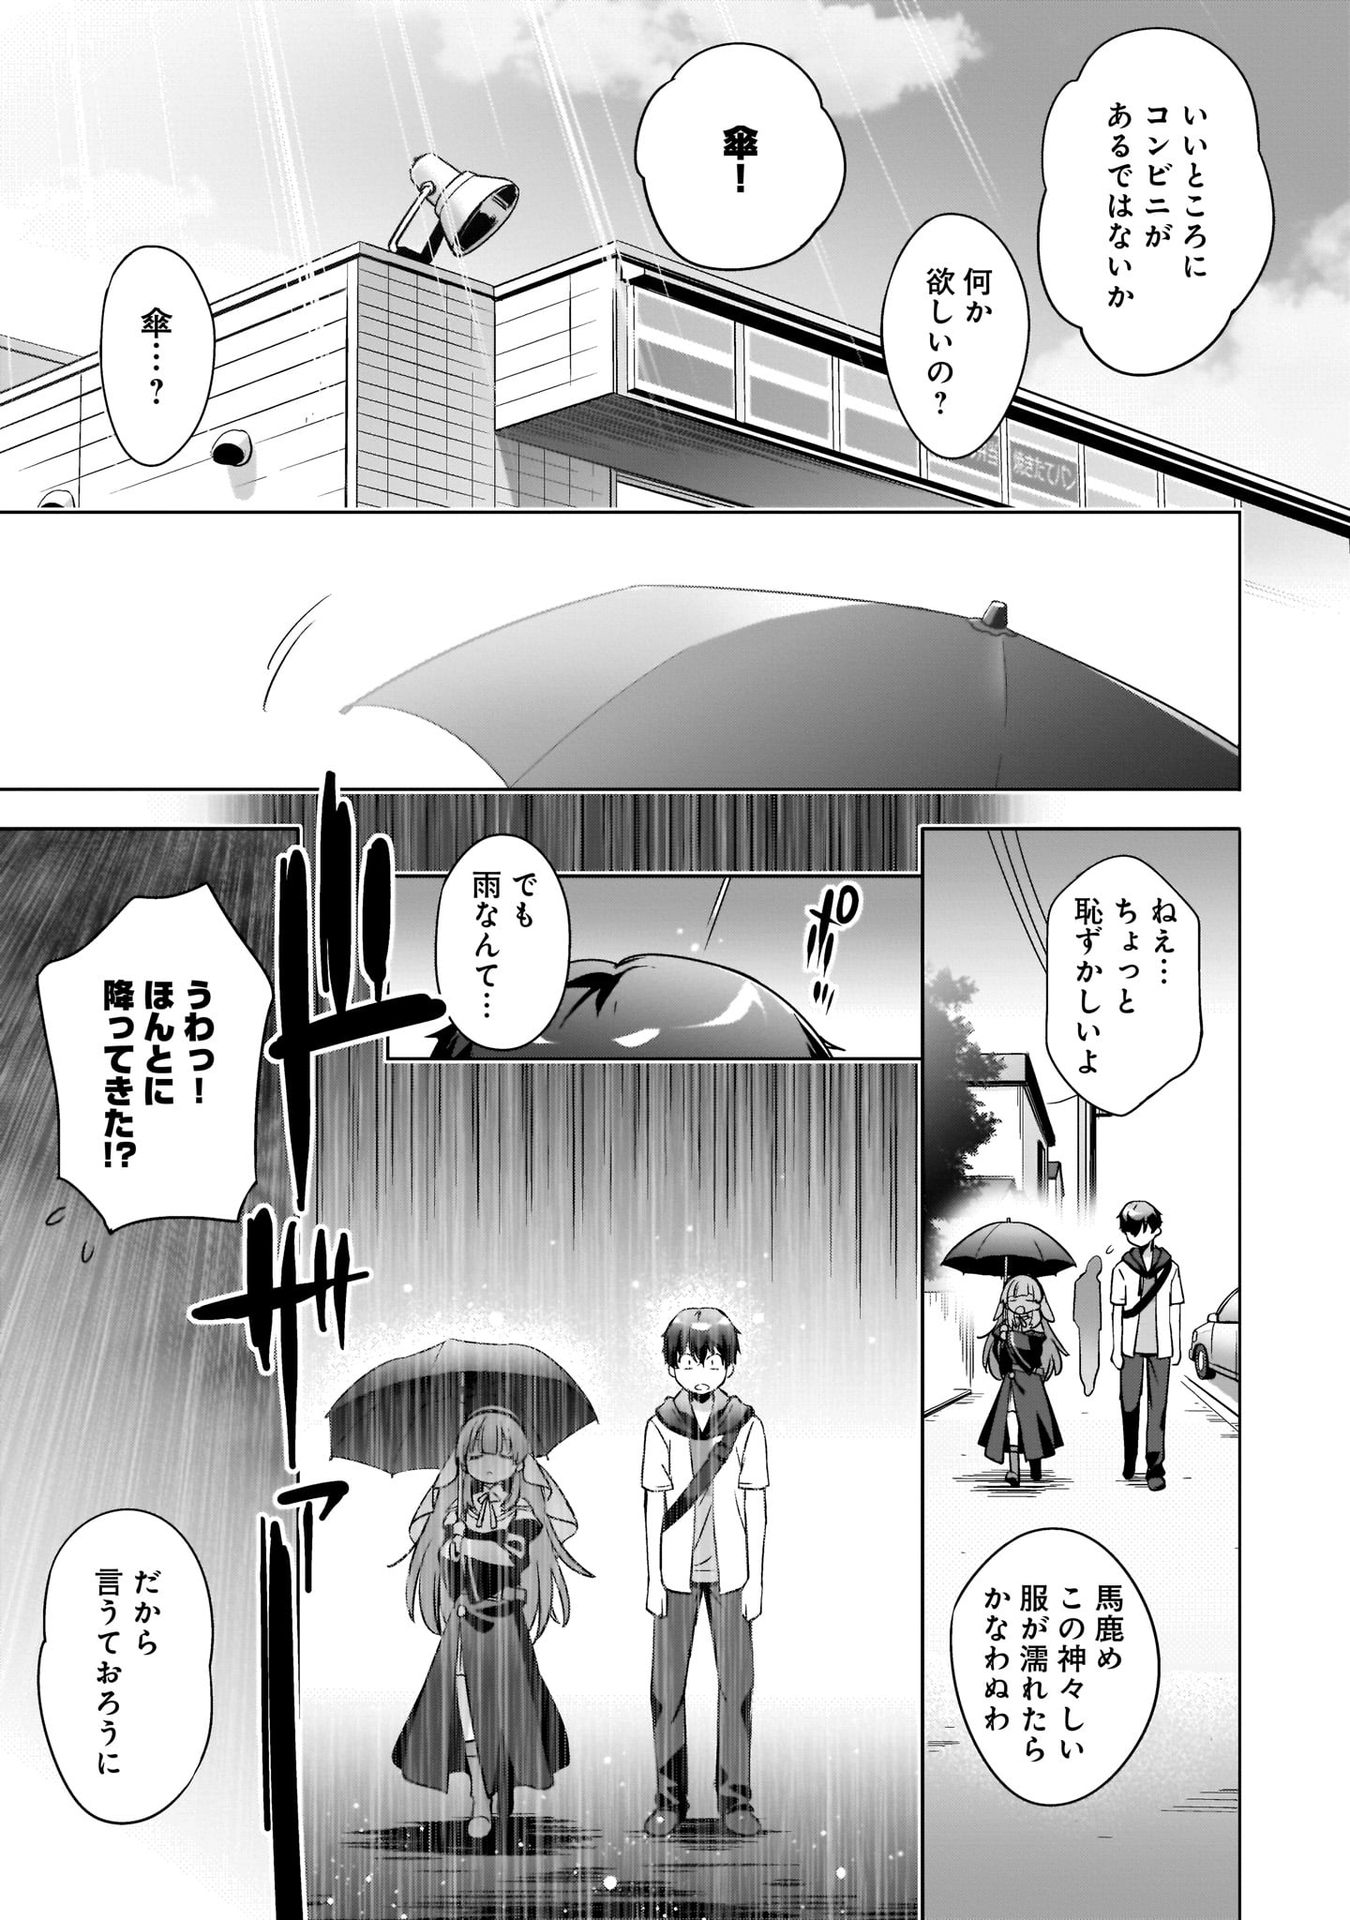 いいところに
コンビニが
あるではないか
何か
欲しいの？
傘！
傘…？
弁当
焼きたてパン
ねえ…
ちょっと
恥ずかしいよ
馬鹿め
この神々しい
服が濡れたら
かなわぬわ
ポツ
でも
雨なんて…
ドザァ
うわっ！
ほんとに
降ってきた!?
だから
言うておろうに